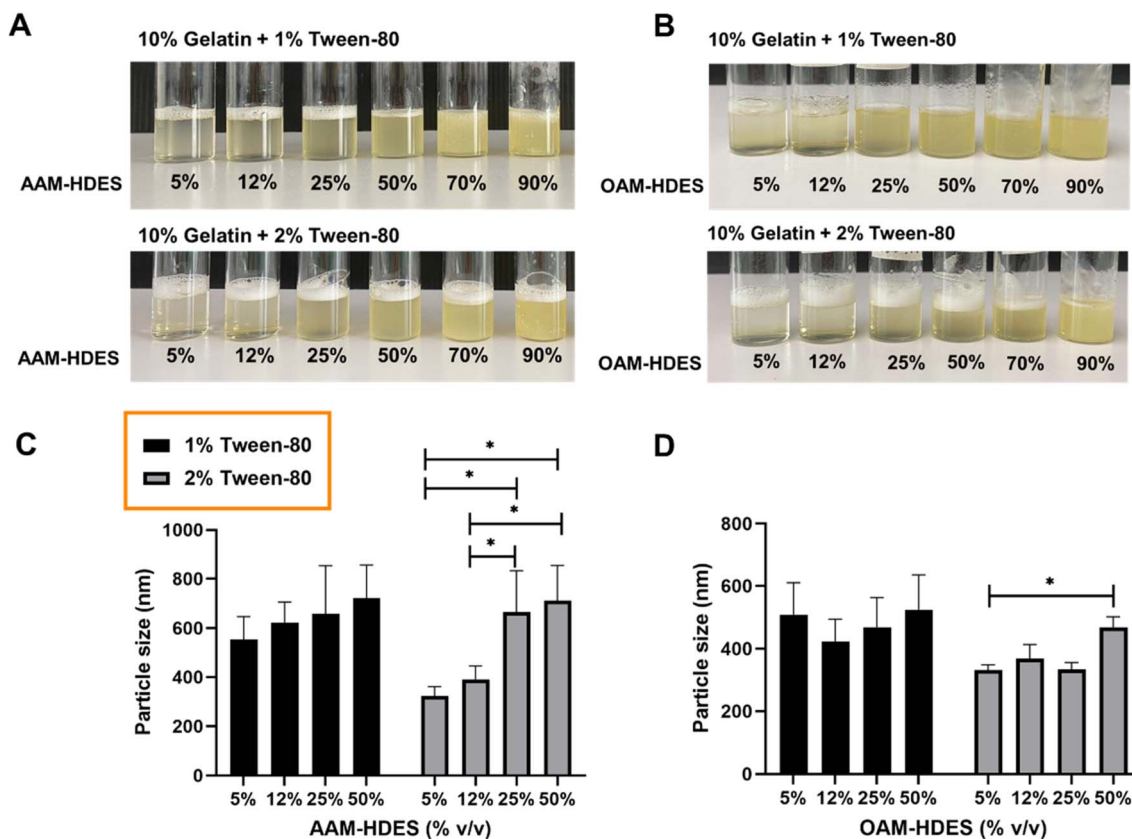 A
10% Gelatin + 1% Tween-80
AAM-HDES 5% 12% 25% 50% 70% 90%
10% Gelatin + 2% Tween-80
AAM-HDES 5% 12% 25% 50% 70% 90%
B
10% Gelatin + 1% Tween-80
OAM-HDES 5% 12% 25% 50% 70% 90%
10% Gelatin + 2% Tween-80
OAM-HDES 5% 12% 25% 50% 70% 90%
C
1% Tween-80
2% Tween-80
* 
*
*
*
Particle size (nm)
1000
800
600
400
200
0
5% 12% 25% 50% 5% 12% 25% 50%
AAM-HDES (% v/v)
D
*
Particle size (nm)
800
600
400
200
0
5% 12% 25% 50% 5% 12% 25% 50%
OAM-HDES (% v/v)